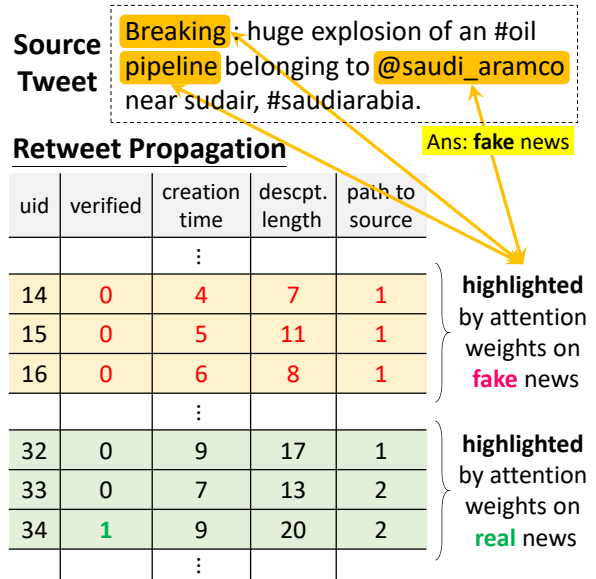 Source Tweet
Breaking : huge explosion of an #oil
pipeline belonging to @saudi_aramco
near sudair, #saudiarabia.
Ans: fake news
Retweet Propagation
uid verified creation time descpt. length path to source
⋮
14 0 4 7 1
15 0 5 11 1
16 0 6 8 1
⋮
32 0 9 17 1
33 0 7 13 2
34 1 9 20 2
⋮
highlighted
by attention
weights on
fake news
highlighted
by attention
weights on
real news